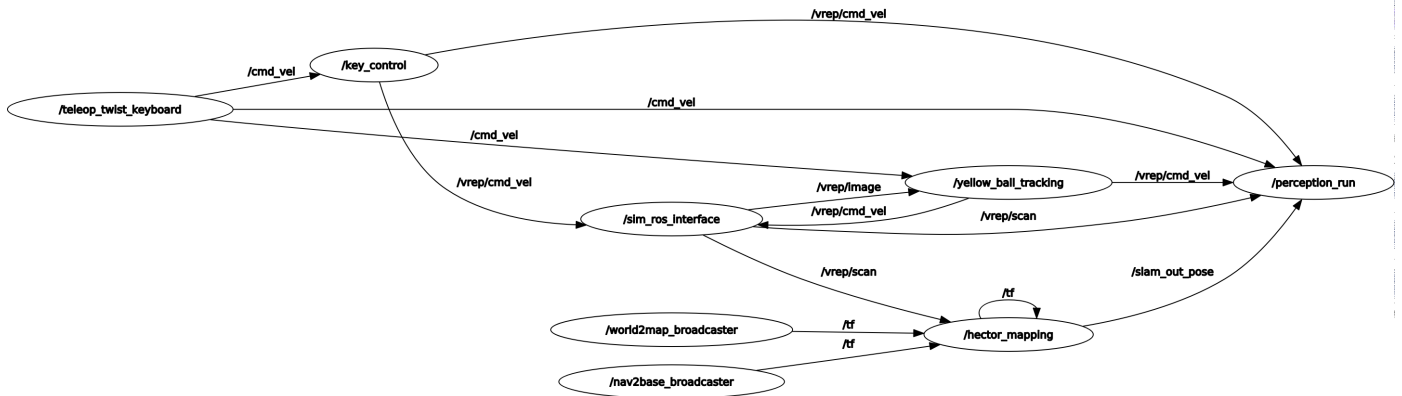 /vrep/cmd_vel
/key_control
/cmd_vel
/teleop_twist_keyboard
/cmd_vel
/cmd_vel
/vrep/cmd_vel
/yellow_ball_tracking
/vrep/cmd_vel
/perception_run
/vrep/image
/sim_ros_interface
/vrep/cmd_vel
/vrep/scan
/vrep/scan
/slam_out_pose
/tf
/world2map_broadcaster
/tf
/hector_mapping
/tf
/nav2base_broadcaster